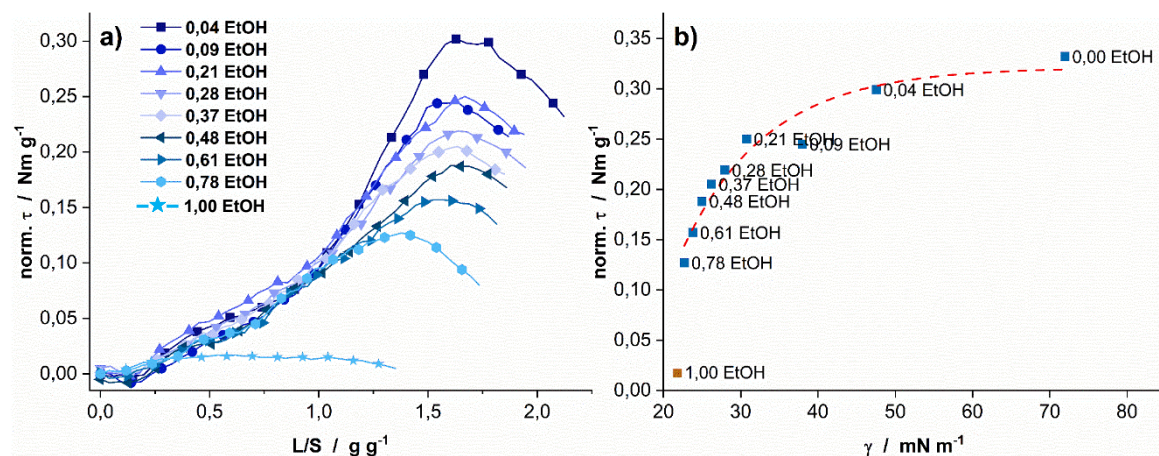 a)
0,04 EtOH
0,09 EtOH
0,21 EtOH
0,28 EtOH
0,37 EtOH
0,48 EtOH
0,61 EtOH
0,78 EtOH
1,00 EtOH
norm. τ / Nm g⁻¹
0,30
0,25
0,20
0,15
0,10
0,05
0,00
0,0
0,5
1,0
1,5
2,0
L/S / g g⁻¹
b)
norm. τ / Nm g⁻¹
0,35
0,30
0,25
0,20
0,15
0,10
0,05
0,00
0,00 EtOH
0,04 EtOH
0,21 EtOH
0,09 EtOH
0,28 EtOH
0,37 EtOH
0,48 EtOH
0,61 EtOH
0,78 EtOH
1,00 EtOH
20
30
40
50
60
70
80
γ / mN m⁻¹